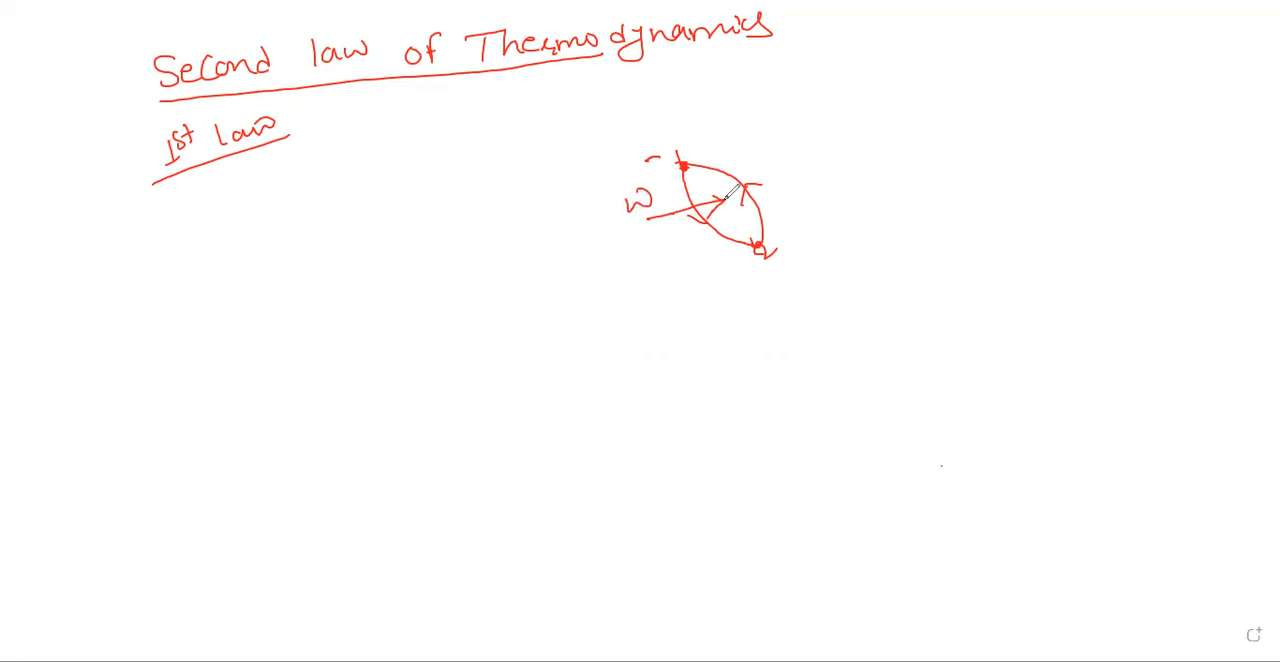 Second law of Thermodynamics
1st law
W